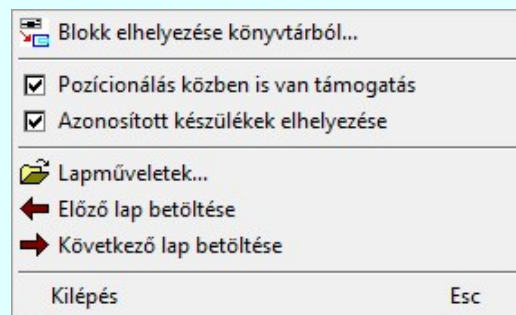 Blokk elhelyezése könyvtárból...
Pozícionálás közben is van támogatás
Azonosított készülékek elhelyezése
Lapműveletek...
Előző lap betöltése
Következő lap betöltése
Kilépés Esc